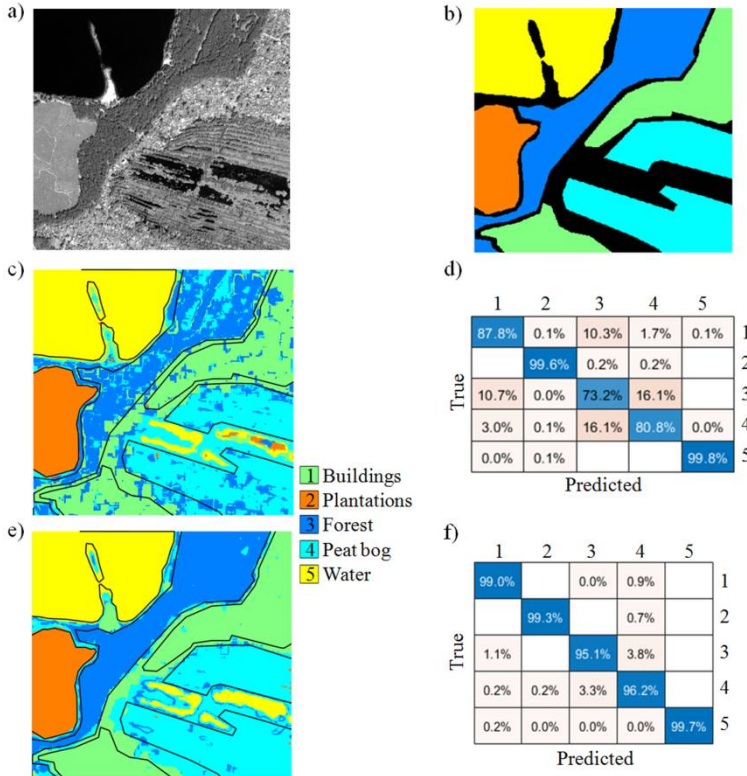 a)
b)
c)
d)
1 2 3 4 5
87.8% 0.1% 10.3% 1.7% 0.1% 1
99.6% 0.2% 0.2% 2
True
10.7% 0.0% 73.2% 16.1% 3
3.0% 0.1% 16.1% 80.8% 0.0% 4
0.0% 0.1% 99.8% 5
Predicted
1 Buildings
2 Plantations
3 Forest
4 Peat bog
5 Water
e)
f)
1 2 3 4 5
99.0% 0.0% 0.9% 1
99.3% 0.7% 2
True
1.1% 95.1% 3.8% 3
0.2% 0.2% 3.3% 96.2% 4
0.2% 0.0% 0.0% 0.0% 99.7% 5
Predicted